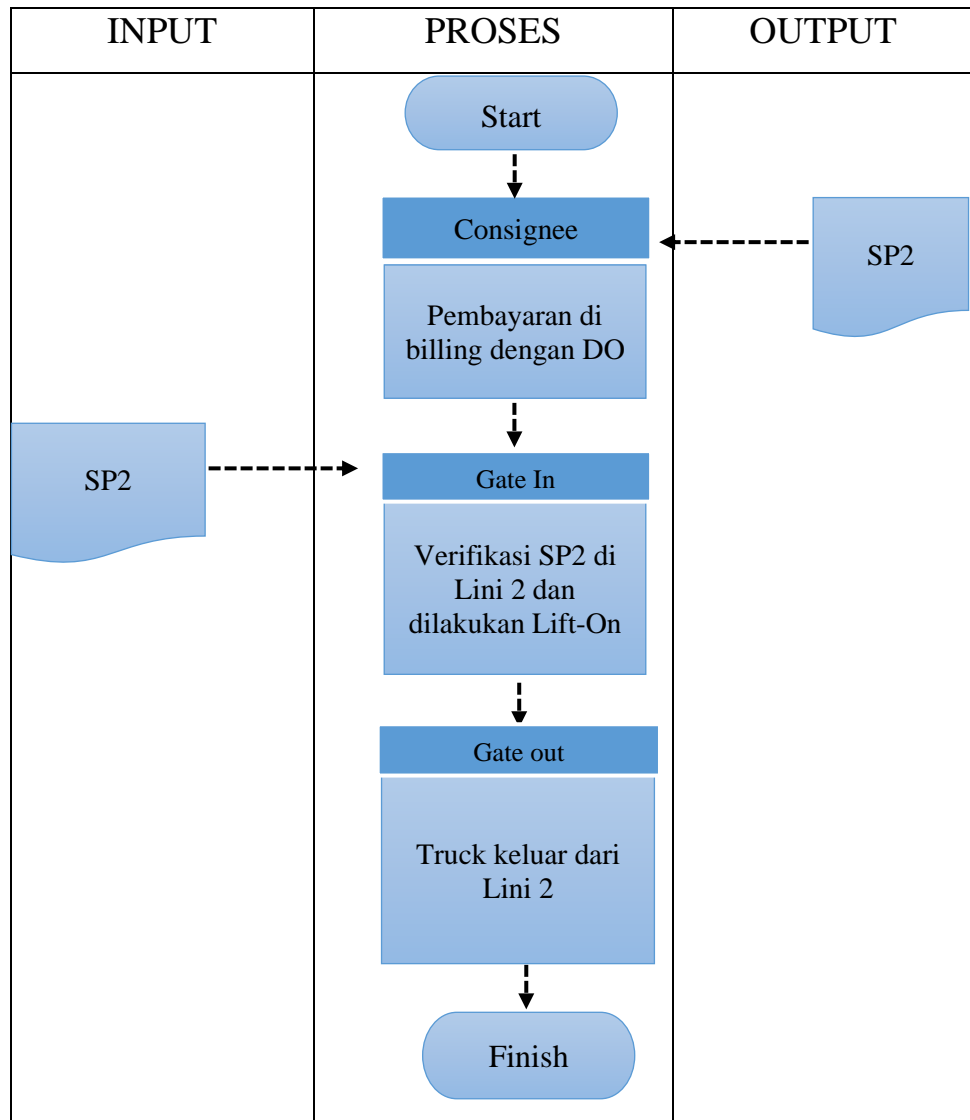 INPUT
PROSES
OUTPUT
Start
Consignee
SP2
Pembayaran di
billing dengan DO
SP2
Gate In
Verifikasi SP2 di
Lini 2 dan
dilakukan Lift-On
Gate out
Truck keluar dari
Lini 2
Finish